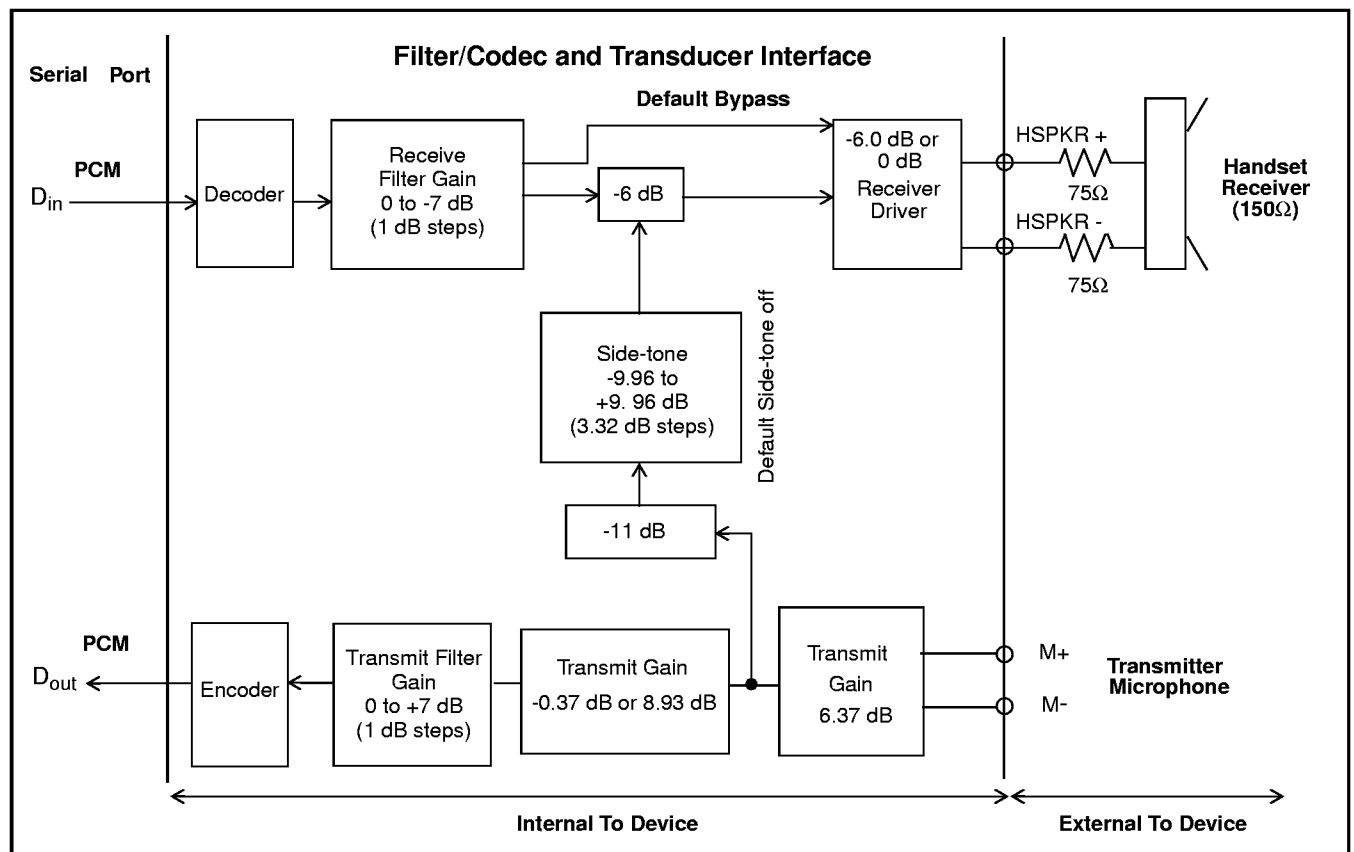 Filter/Codec and Transducer Interface
Serial Port
Default Bypass
PCM
Din
Decoder
Receive
Filter Gain
0 to -7 dB
(1 dB steps)
-6 dB
-6.0 dB or
0 dB
Receiver
Driver
HSPKR +
75Ω
HSPKR -
75Ω
Handset
Receiver
(150Ω)
Side-tone
-9.96 to
+9. 96 dB
(3.32 dB steps)
Default Side-tone off
-11 dB
PCM
Dout
Encoder
Transmit Filter
Gain
0 to +7 dB
(1 dB steps)
Transmit Gain
-0.37 dB or 8.93 dB
Transmit
Gain
6.37 dB
M+
M-
Transmitter
Microphone
Internal To Device
External To Device